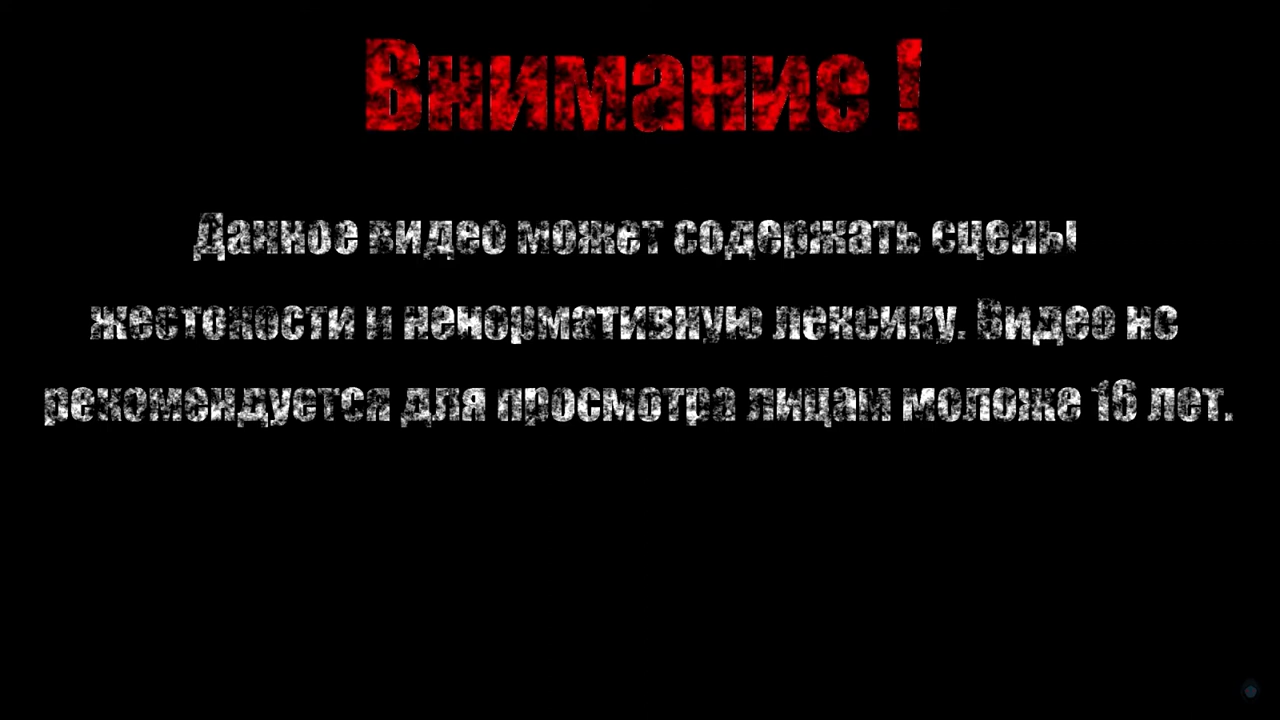 Внимание !
Данное видео может содержать сцены
жестокости и ненормативную лексику. Видео не
рекомендуется для просмотра лицам моложе 16 лет.